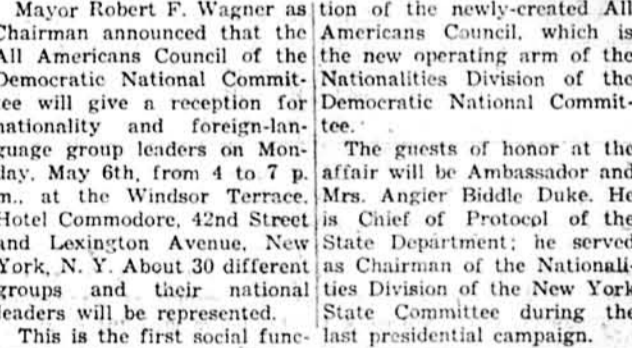 Mayor Robert F. Wagner as
Chairman announced that the
All Americans Council of the
Democratic National Commit-
tee will give a reception for
nationality and foreign-lan-
guage group leaders on Mon-
day, May 6th, from 4 to 7 p.
m., at the Windsor Terrace,
Hotel Commodore, 42nd Street
and Lexington Avenue, New
York, N. Y. About 30 different
groups and their national
leaders will be represented.
This is the first social func-
tion of the newly-created All
Americans Council, which is
the new operating arm of the
Nationalities Division of the
Democratic National Commit-
tee.
The guests of honor at the
affair will be Ambassador and
Mrs. Angier Biddle Duke. He
is Chief of Protocol of the
State Department; he served
as Chairman of the Nationali-
ties Division of the New York
State Committee during the
last presidential campaign.